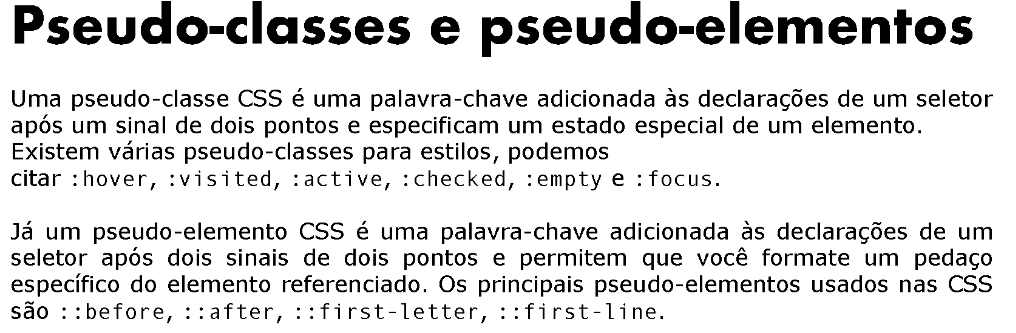 Pseudo-classes e pseudo-elementos
Uma pseudo-classe CSS é uma palavra-chave adicionada às declarações de um seletor
após um sinal de dois pontos e especificam um estado especial de um elemento.
Existem várias pseudo-classes para estilos, podemos
citar :hover, :visited, :active, :checked, :empty e :focus.
Já um pseudo-elemento CSS é uma palavra-chave adicionada às declarações de um
seletor após dois sinais de dois pontos e permitem que você formate um pedaço
específico do elemento referenciado. Os principais pseudo-elementos usados nas CSS
são ::before, ::after, ::first-letter, ::first-line.